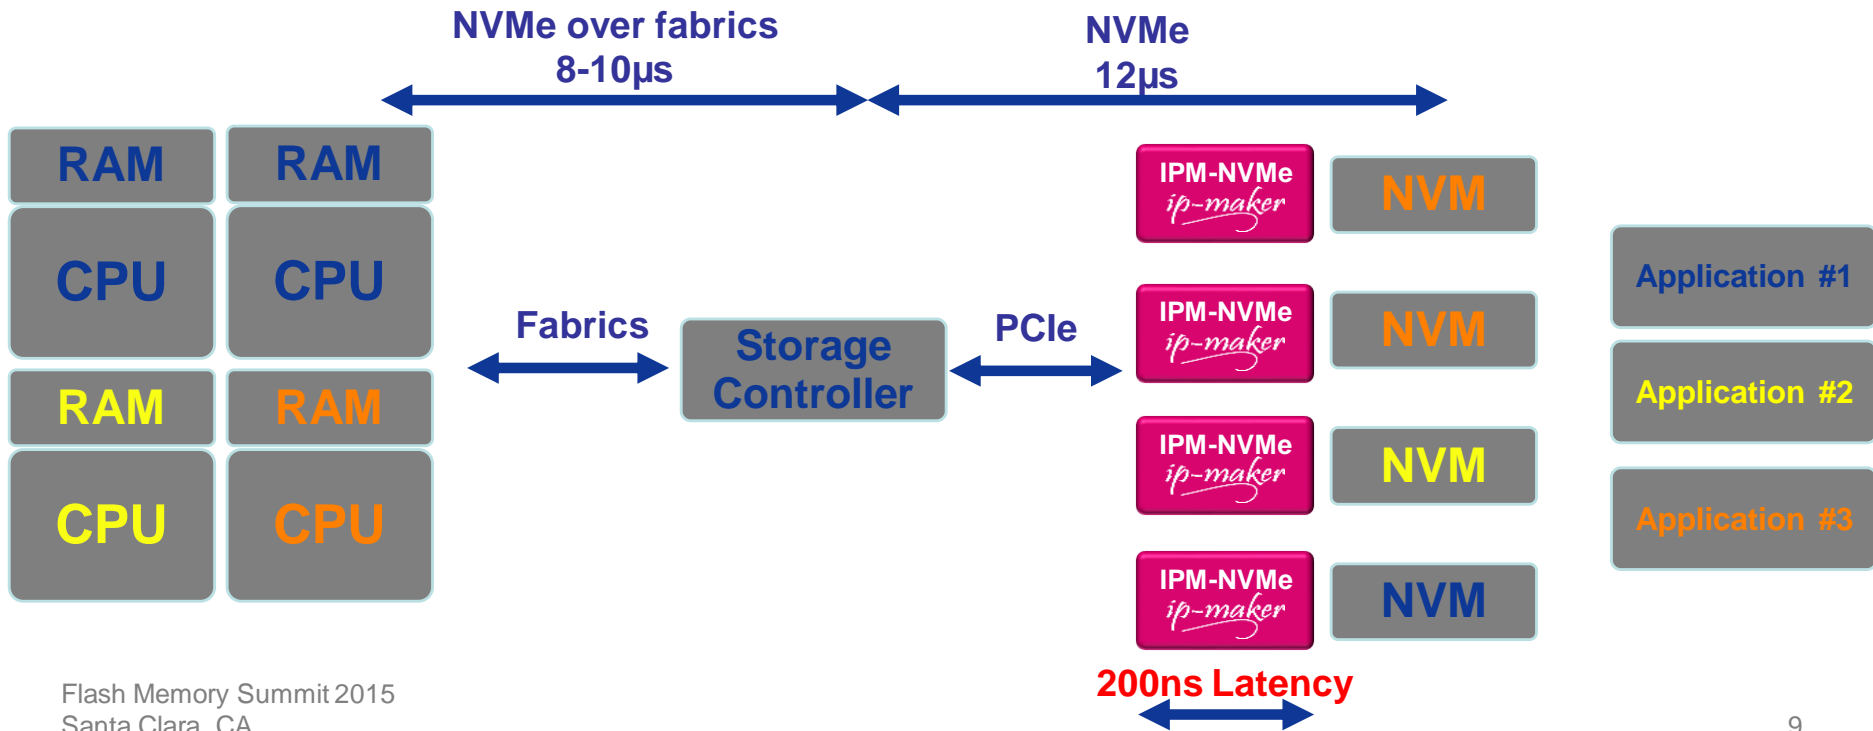 NVMe over fabrics
8-10µs
NVMe
12µs
RAM
RAM
CPU
CPU
RAM
RAM
CPU
CPU
Fabrics
Storage
Controller
PCIe
IPM-NVMe
ip-maker
NVM
IPM-NVMe
ip-maker
NVM
IPM-NVMe
ip-maker
NVM
IPM-NVMe
ip-maker
NVM
Application #1
Application #2
Application #3
200ns Latency
Flash Memory Summit 2015
Santa Clara, CA
9